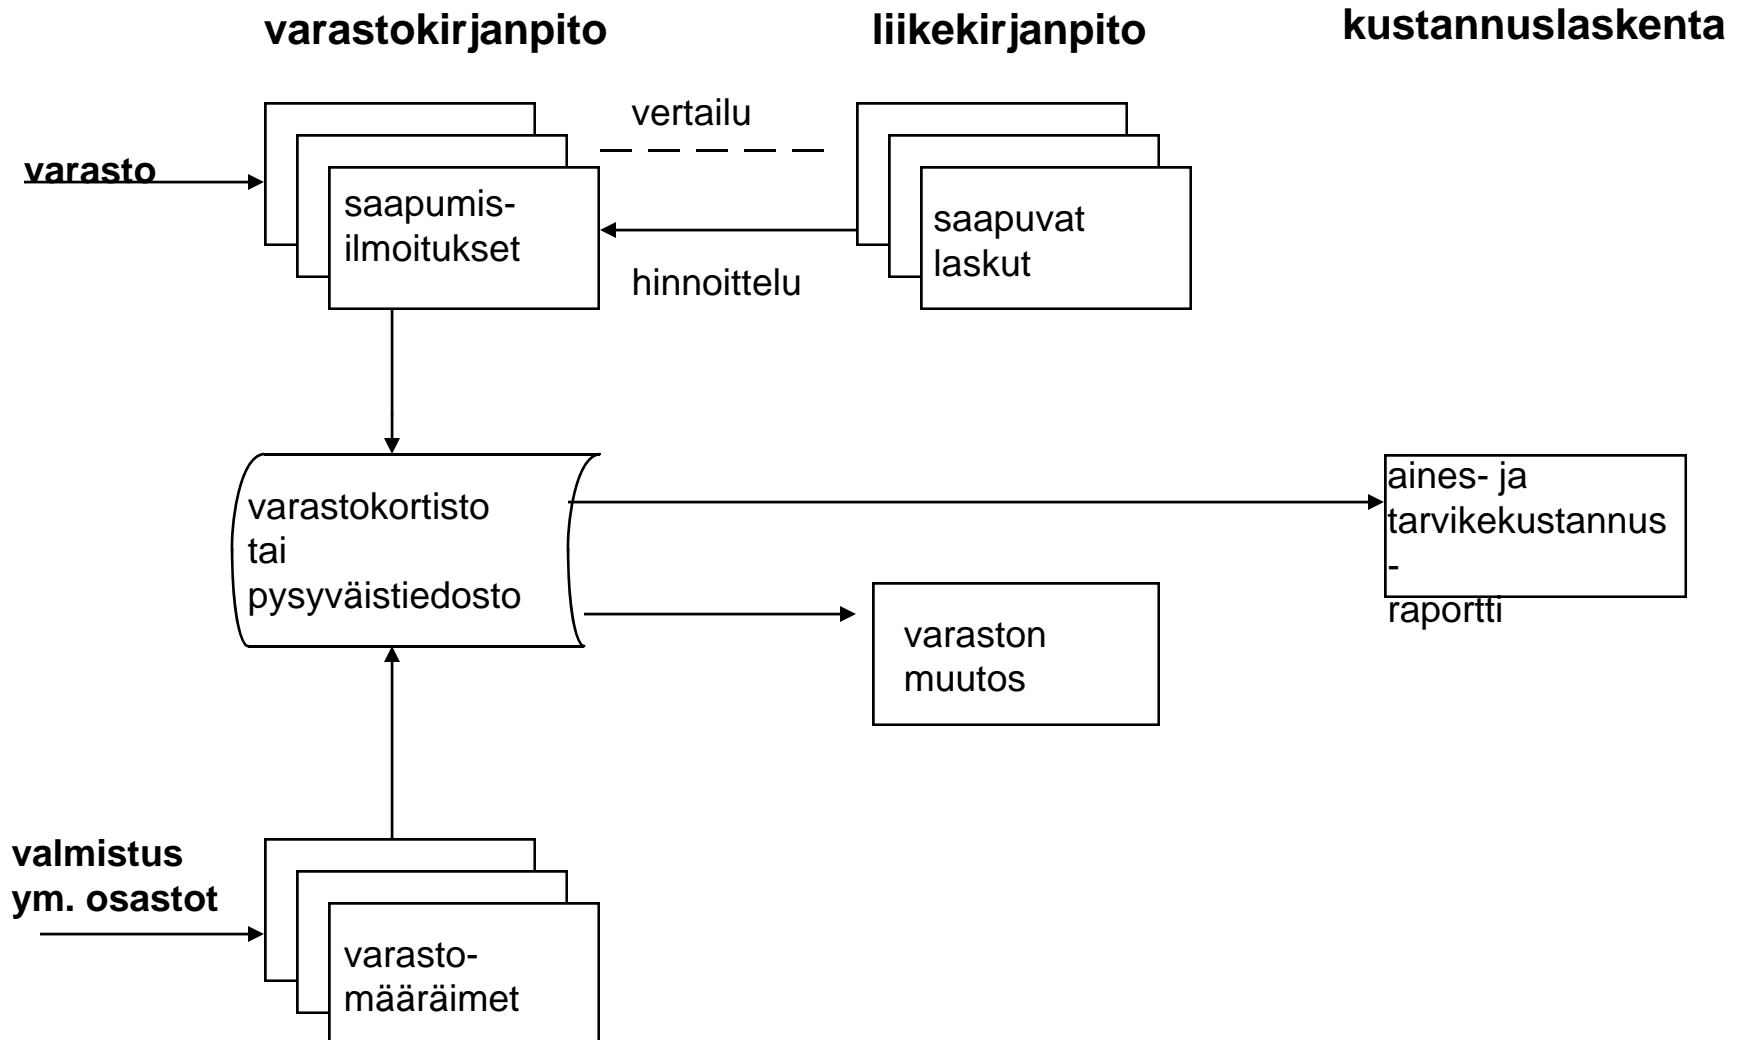 varastokirjanpito
liikekirjanpito
kustannuslaskenta
vertailu
varasto
saapumis-
ilmoitukset
saapuvat
laskut
hinnoittelu
varastokortisto
tai
pysyväistiedosto
aines- ja
tarvikekustannus
-
raportti
varaston
muutos
valmistus
ym. osastot
varasto-
määräimet